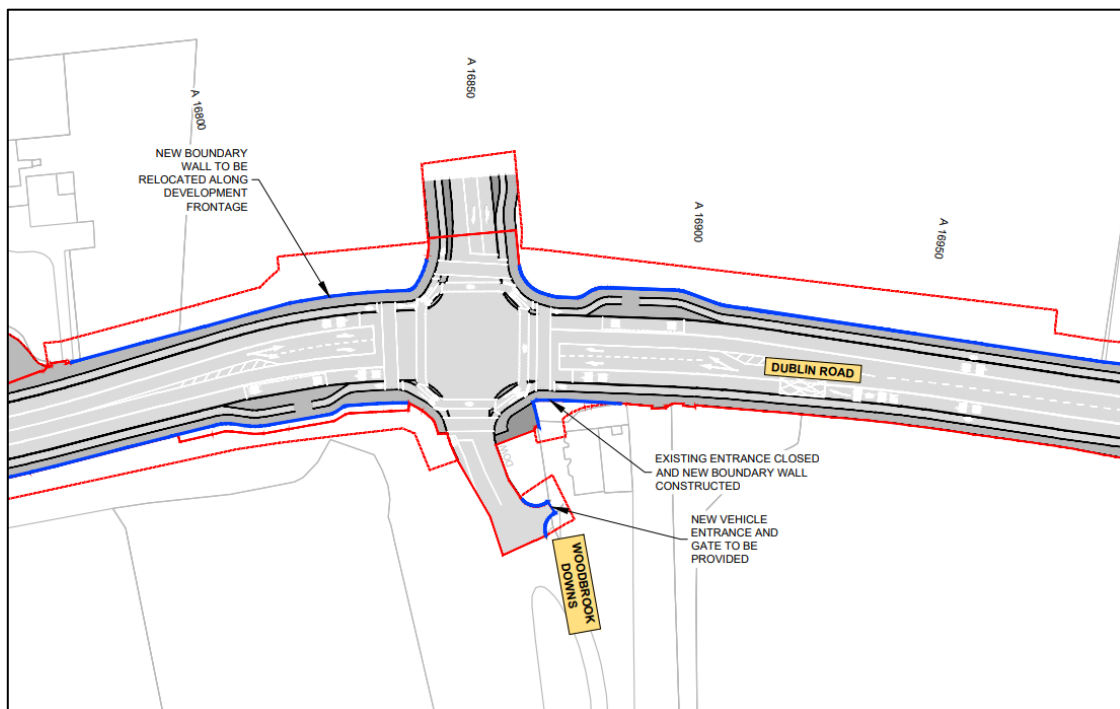 A 16800
A 16850
A 16900
A 16950
NEW BOUNDARY
WALL TO BE
RELOCATED ALONG
DEVELOPMENT
FRONTAGE
DUBLIN ROAD
EXISTING ENTRANCE CLOSED
AND NEW BOUNDARY WALL
CONSTRUCTED
NEW VEHICLE
ENTRANCE AND
GATE TO BE
PROVIDED
WOODBROOK
DOWNS